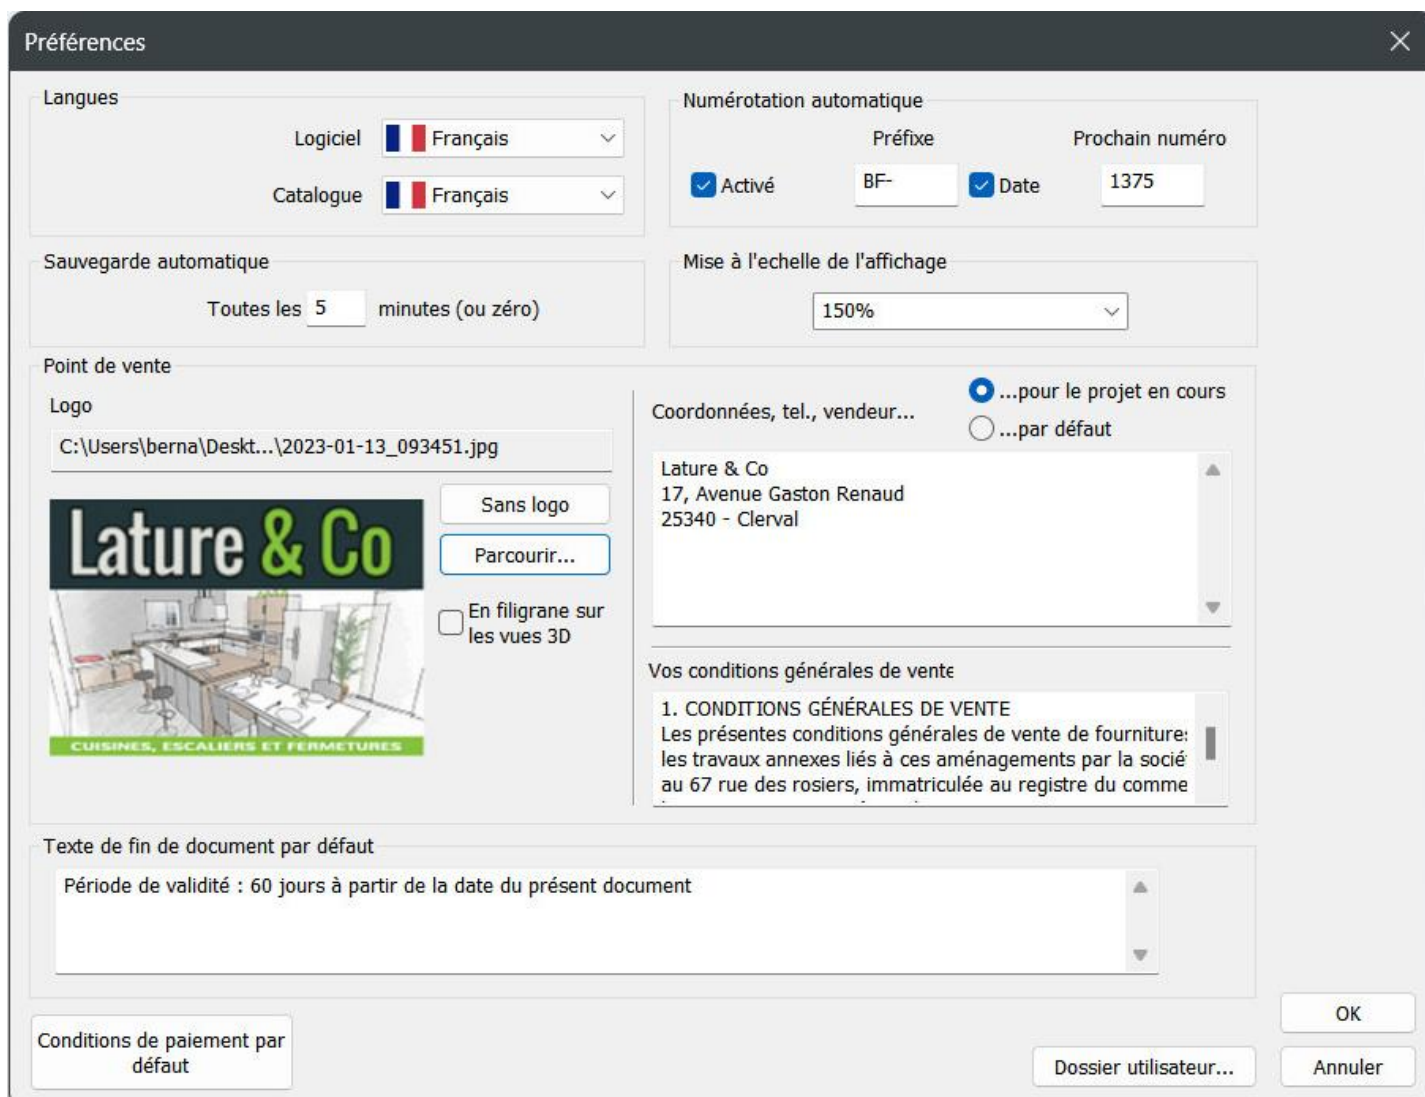 Préférences
Langues
Logiciel
Français
Catalogue
Français
Numérotation automatique
Préfixe
Prochain numéro
Activé
BF-
Date
1375
Sauvegarde automatique
Toutes les 5 minutes (ou zéro)
Mise à l'echelle de l'affichage
150%
Point de vente
Logo
C:\Users\berna\Deskt...\2023-01-13_093451.jpg
Lature & Co
CUISINES, ESCALIERS ET FERMETURES
Sans logo
Parcourir...
En filigrane sur
les vues 3D
Coordonnées, tel., vendeur...
...pour le projet en cours
...par défaut
Lature & Co
17, Avenue Gaston Renaud
25340 - Clerval
Vos conditions générales de vente
1. CONDITIONS GÉNÉRALES DE VENTE
Les présentes conditions générales de vente de fournitures
les travaux annexes liés à ces aménagements par la socié
au 67 rue des rosiers, immatriculée au registre du comme
Texte de fin de document par défaut
Période de validité : 60 jours à partir de la date du présent document
Conditions de paiement par
défaut
Dossier utilisateur...
OK
Annuler